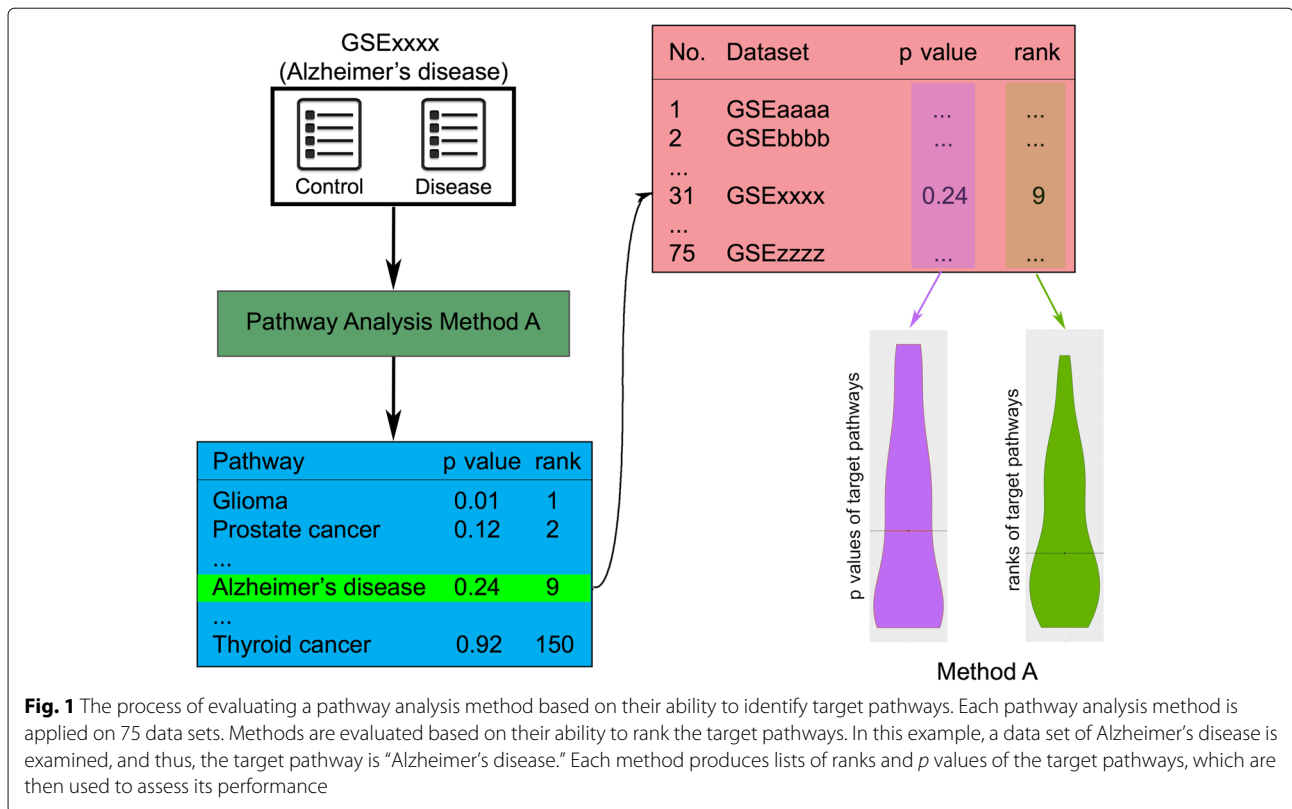 GSExxxx
(Alzheimer's disease)
Control Disease
Pathway Analysis Method A
Pathway p value rank
Glioma 0.01 1
Prostate cancer 0.12 2
...
Alzheimer's disease 0.24 9
...
Thyroid cancer 0.92 150
No. Dataset p value rank
1 GSEaaaa ... ...
2 GSEbbbb ... ...
...
31 GSExxxx 0.24 9
...
75 GSEzzzz ... ...
p values of target pathways
ranks of target pathways
Method A
Fig. 1 The process of evaluating a pathway analysis method based on their ability to identify target pathways. Each pathway analysis method is
applied on 75 data sets. Methods are evaluated based on their ability to rank the target pathways. In this example, a data set of Alzheimer's disease is
examined, and thus, the target pathway is “Alzheimer's disease.” Each method produces lists of ranks and p values of the target pathways, which are
then used to assess its performance